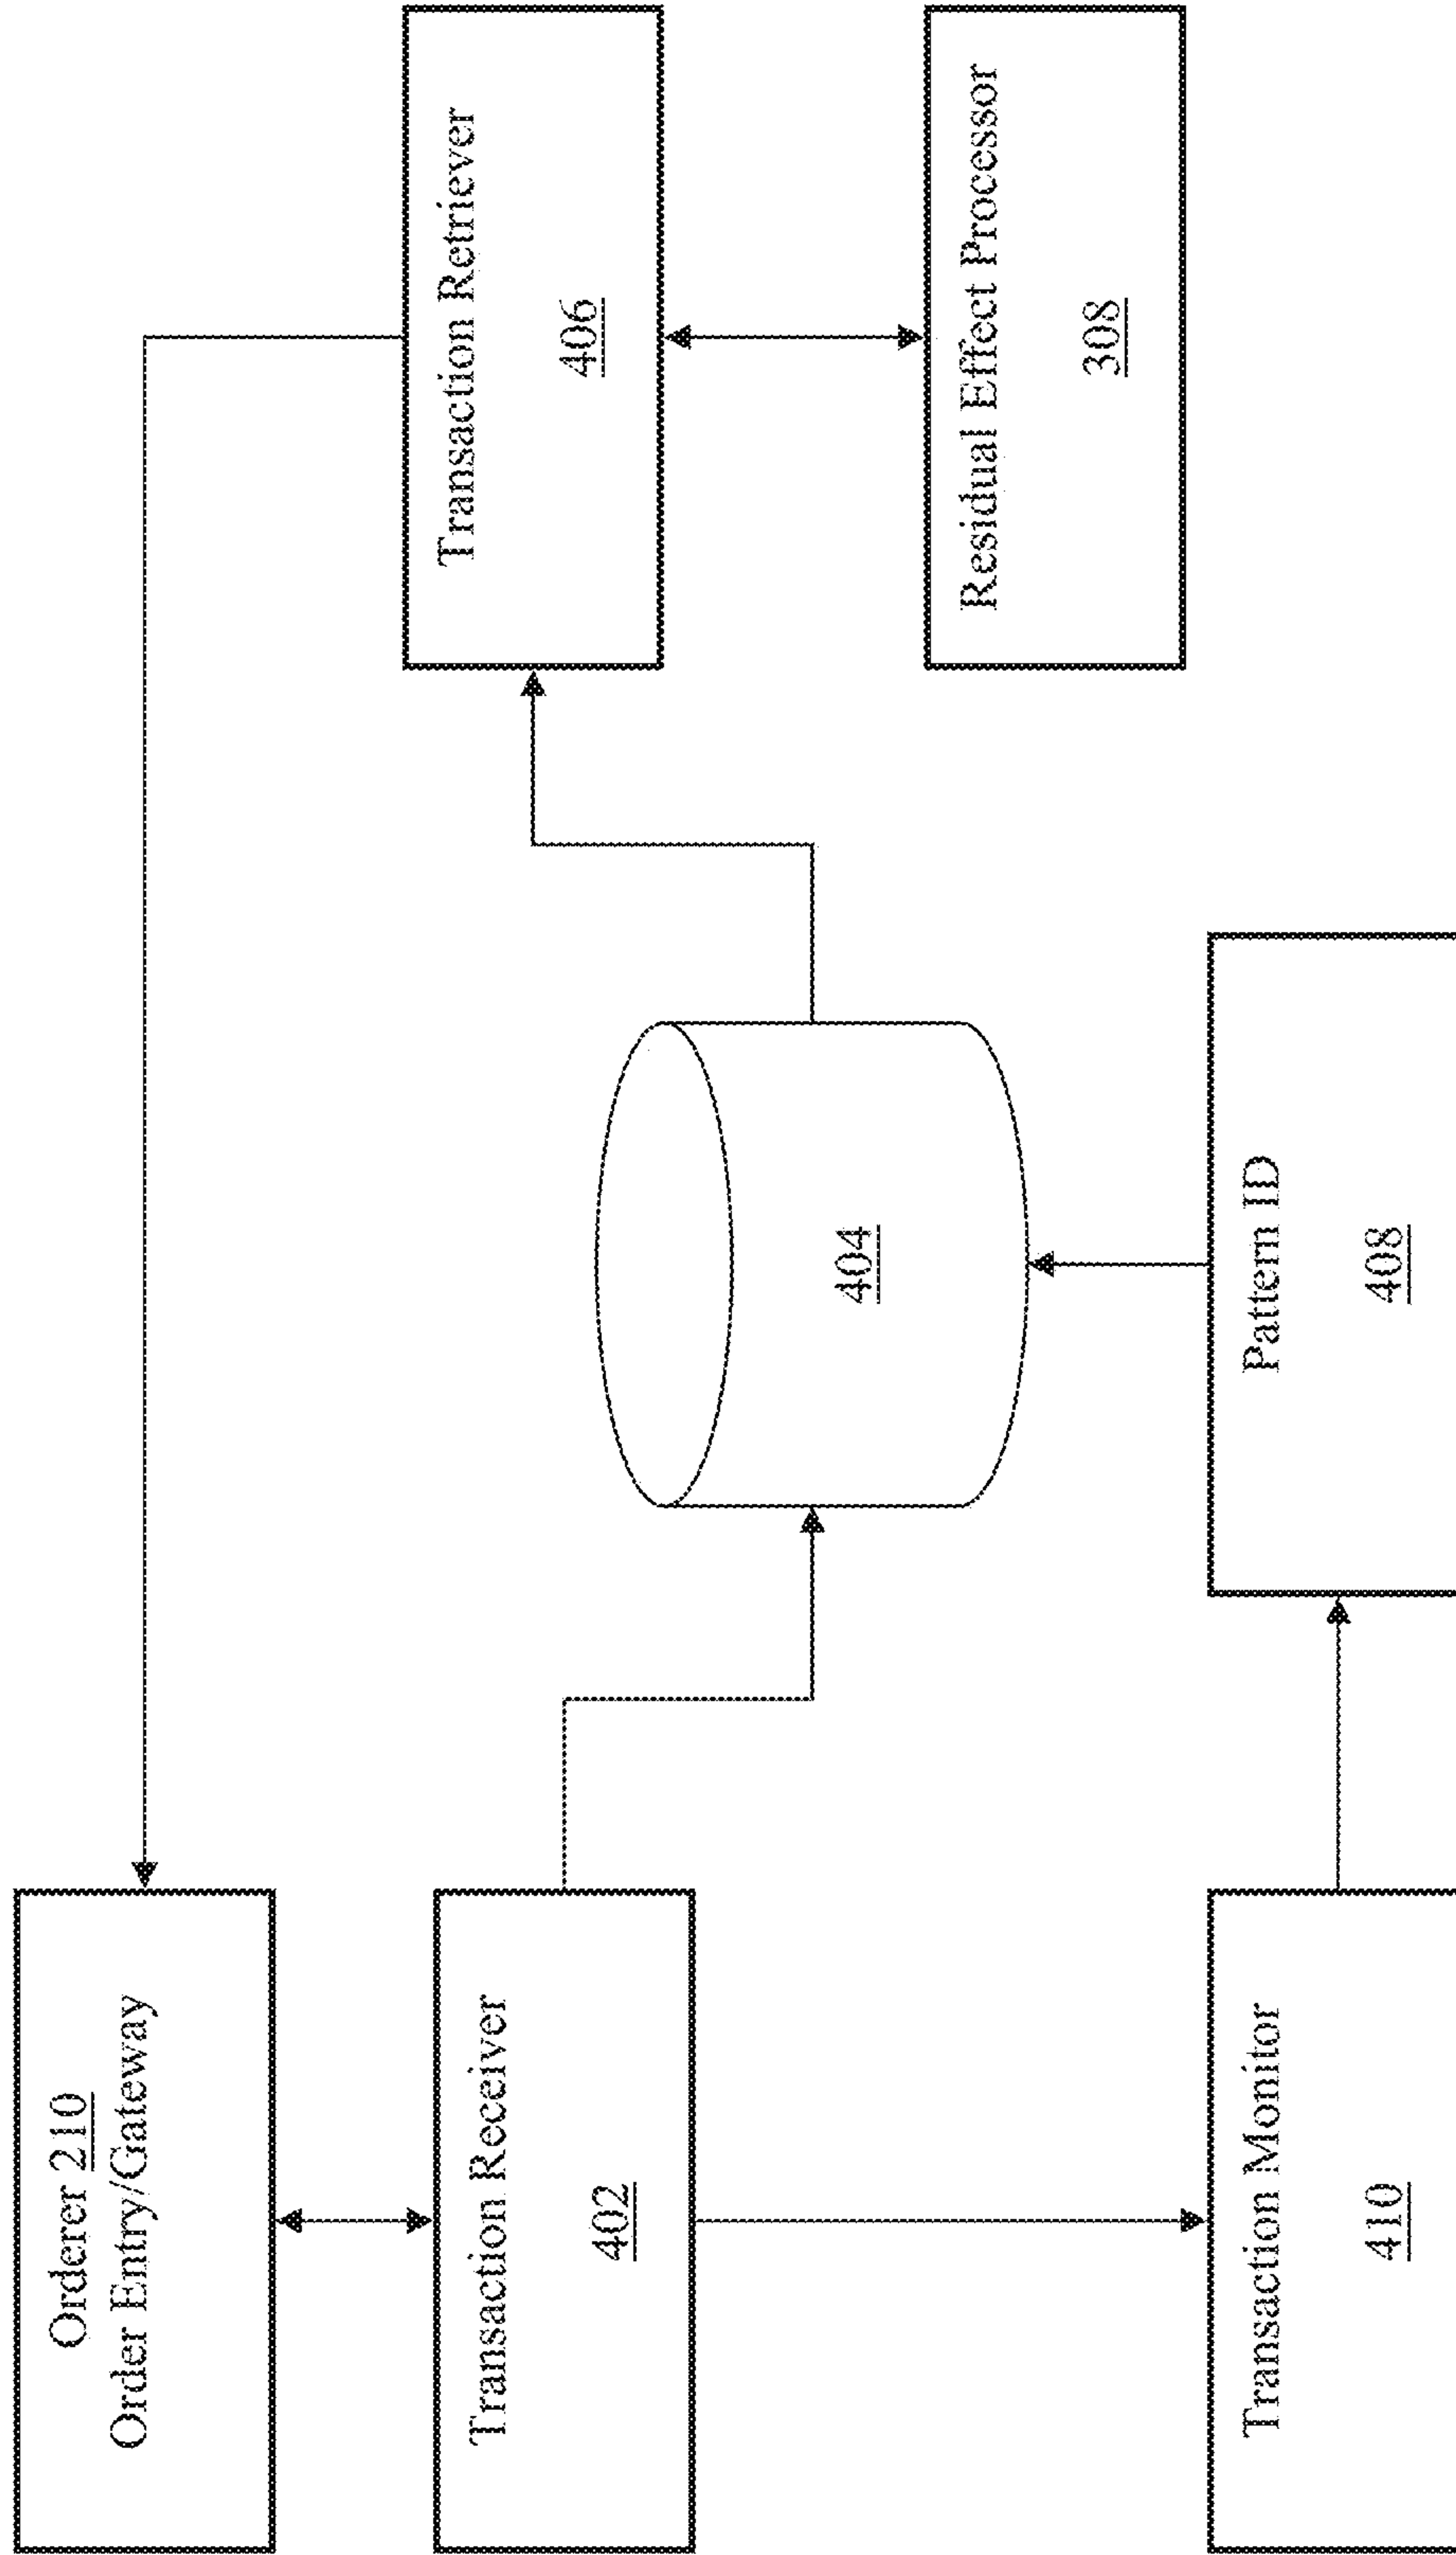 Orderer 210
Order Entry/Gateway
Transaction Receiver
402
Transaction Monitor
410
404
Pattern ID
408
Transaction Retriever
406
Residual Effect Processor
308